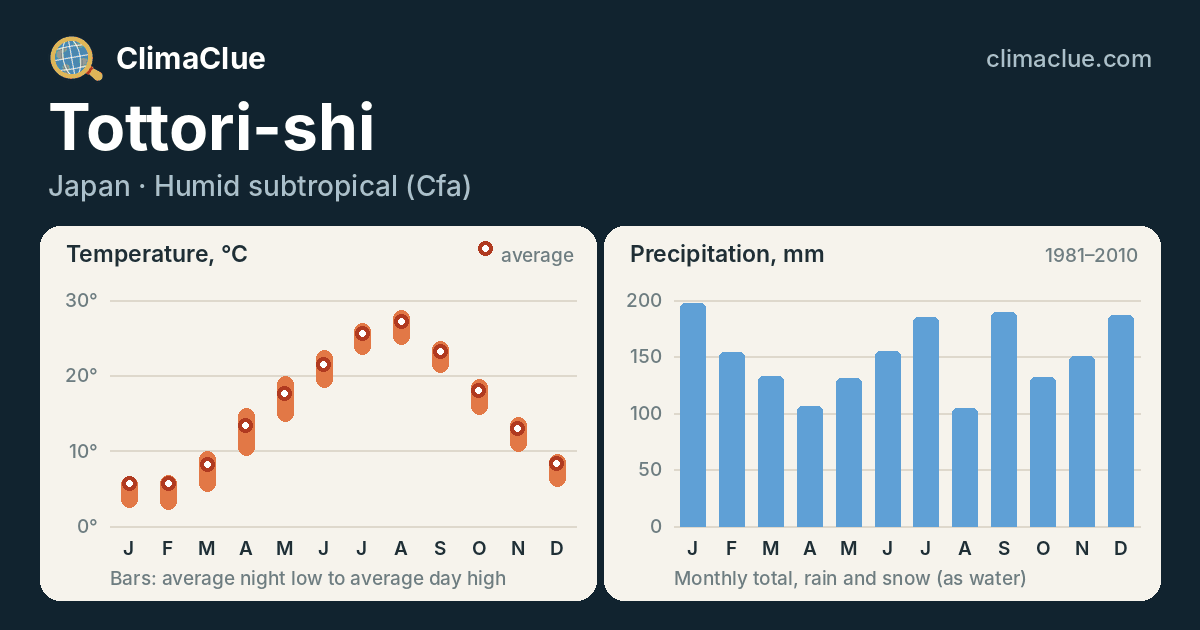 ClimaClue
climaclue.com
Tottori-shi
Japan · Humid subtropical (Cfa)
Temperature, °C
average
30°
20°
10°
0°
J F M A M J J A S O N D
Bars: average night low to average day high
Precipitation, mm
1981–2010
200
150
100
50
0
J F M A M J J A S O N D
Monthly total, rain and snow (as water)